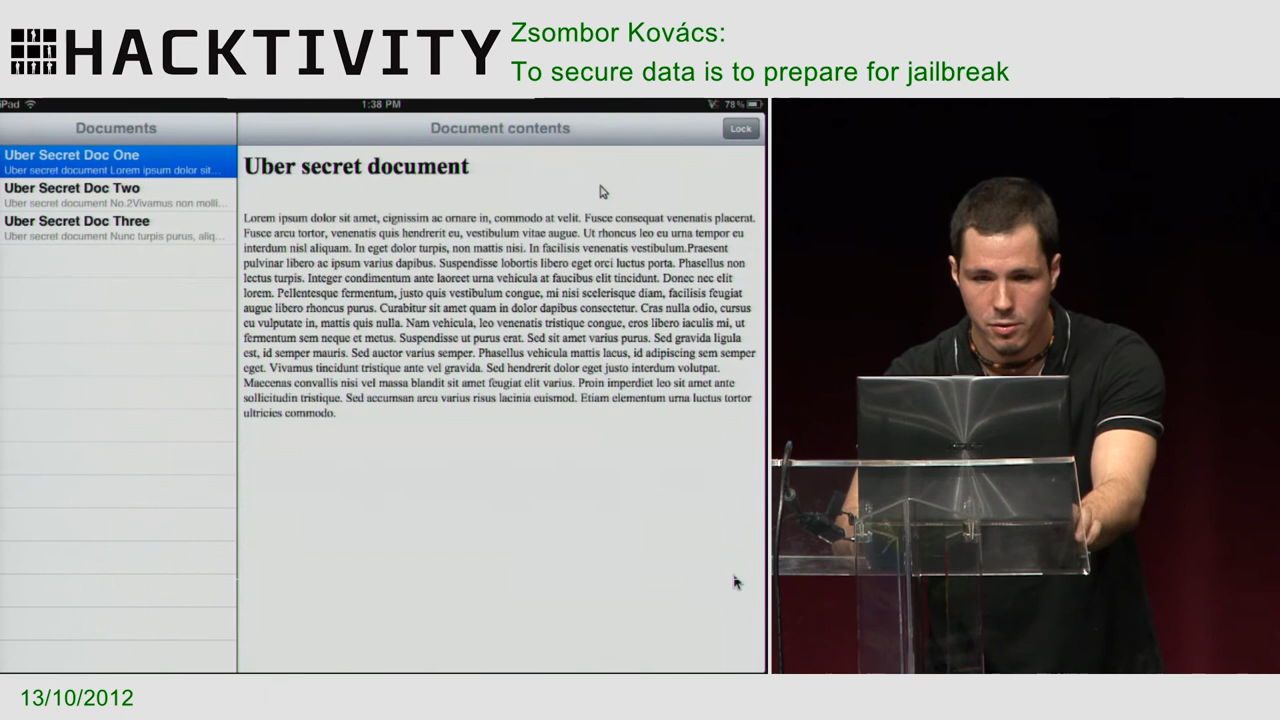 HACKTIVITY
Zsombor Kovács:
To secure data is to prepare for jailbreak
iPad
1:38 PM
78%
Documents
Document contents
Lock
Uber Secret Doc One
Uber secret document Lorem ipsum dolor sit...
Uber Secret Doc Two
Uber secret document No.2Vivamus non molli...
Uber Secret Doc Three
Uber secret document Nunc turpis purus, aliq...
Uber secret document
Lorem ipsum dolor sit amet, cignissim ac ornare in, commodo at velit. Fusce consequat venenatis placerat.
Fusce arcu tortor, venenatis quis hendrerit eu, vestibulum vitae augue. Ut rhoncus leo eu urna tempor eu
interdum nisl aliquam. In eget dolor turpis, non mattis nisi. In facilisis venenatis vestibulum.Praesent
pulvinar libero ac ipsum varius dapibus. Suspendisse lobortis libero eget orci luctus porta. Phasellus non
lectus turpis. Integer condimentum ante laoreet urna vehicula at faucibus elit tincidunt. Donec nec elit
lorem. Pellentesque fermentum, justo quis vestibulum congue, mi nisi scelerisque diam, facilisis feugiat
augue libero rhoncus purus. Curabitur sit amet quam in dolor dapibus consectetur. Cras nulla odio, cursus
eu vulputate in, mattis quis nulla. Nam vehicula, leo venenatis tristique congue, eros libero iaculis mi, ut
fermentum sem neque et metus. Suspendisse ut purus erat. Sed sit amet varius purus. Sed gravida ligula
est, id semper mauris. Sed auctor varius semper. Phasellus vehicula mattis lacus, id adipiscing sem semper
eget. Vivamus tincidunt tristique ante vel gravida. Sed hendrerit dolor eget justo interdum volutpat.
Maecenas convallis nisi vel massa blandit sit amet feugiat elit varius. Proin imperdiet leo sit amet ante
sollicitudin tristique. Sed accumsan arcu varius risus lacinia euismod. Etiam elementum urna luctus tortor
ultricies commodo.
13/10/2012